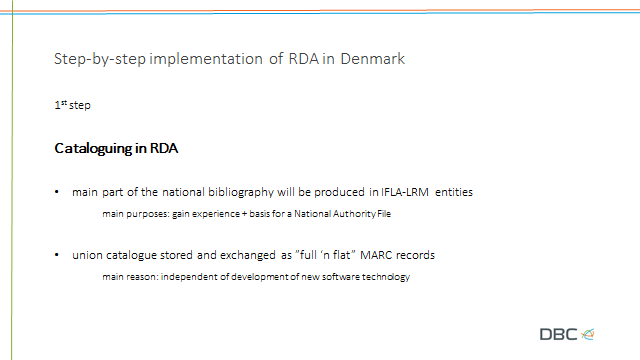 Step-by-step implementation of RDA in Denmark
1st step
Cataloguing in RDA
• main part of the national bibliography will be produced in IFLA-LRM entities
main purposes: gain experience + basis for a National Authority File
• union catalogue stored and exchanged as ”full ‘n flat” MARC records
main reason: independent of development of new software technology
DBC